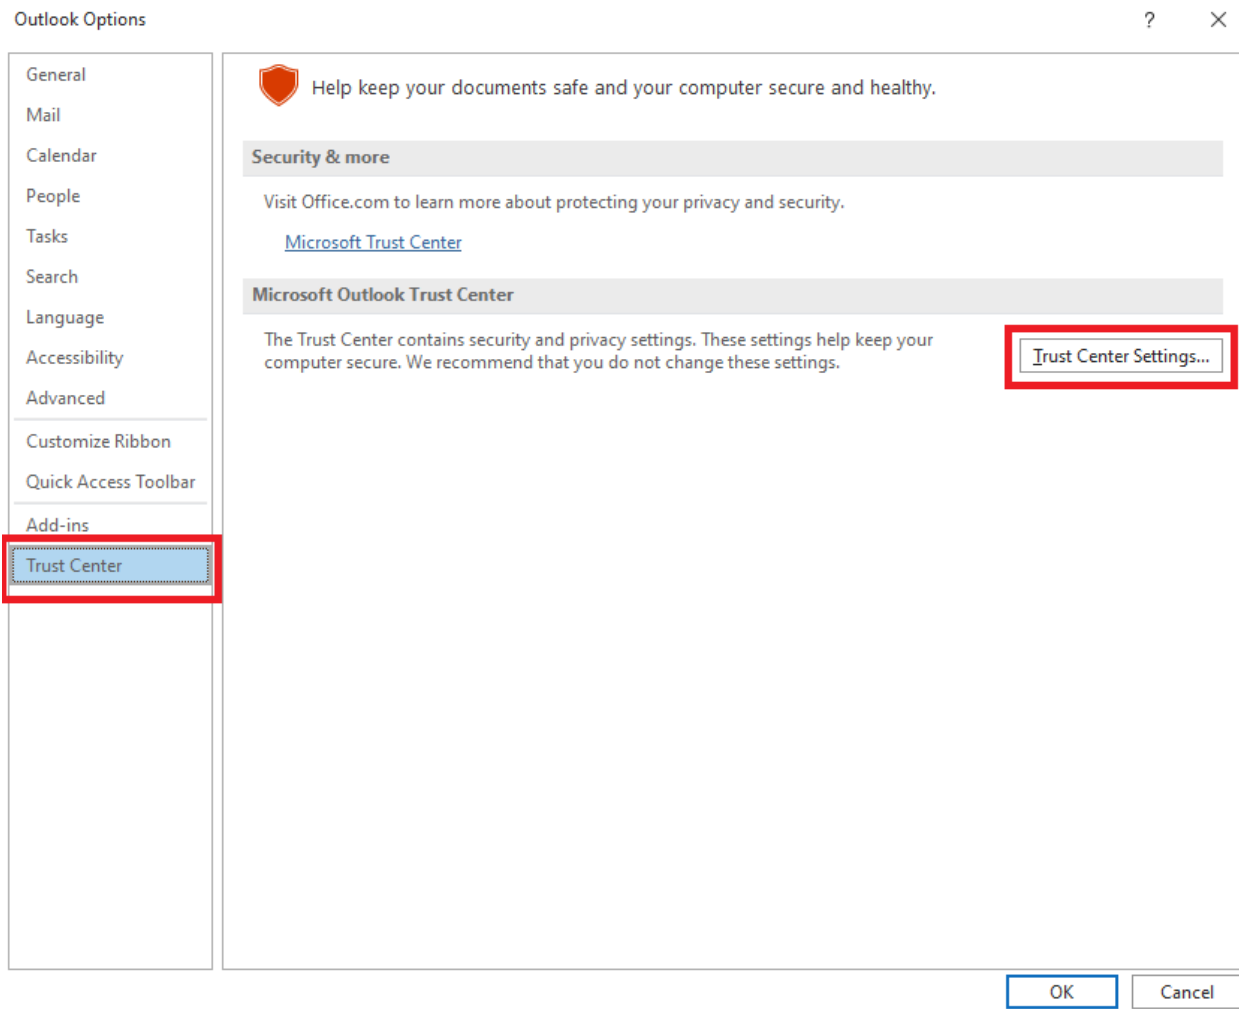 Outlook Options
?
General
Mail
Calendar
People
Tasks
Search
Language
Accessibility
Advanced
Customize Ribbon
Quick Access Toolbar
Add-ins
Trust Center
Help keep your documents safe and your computer secure and healthy.
Security & more
Visit Office.com to learn more about protecting your privacy and security.
Microsoft Trust Center
Microsoft Outlook Trust Center
The Trust Center contains security and privacy settings. These settings help keep your
computer secure. We recommend that you do not change these settings.
Trust Center Settings...
OK
Cancel